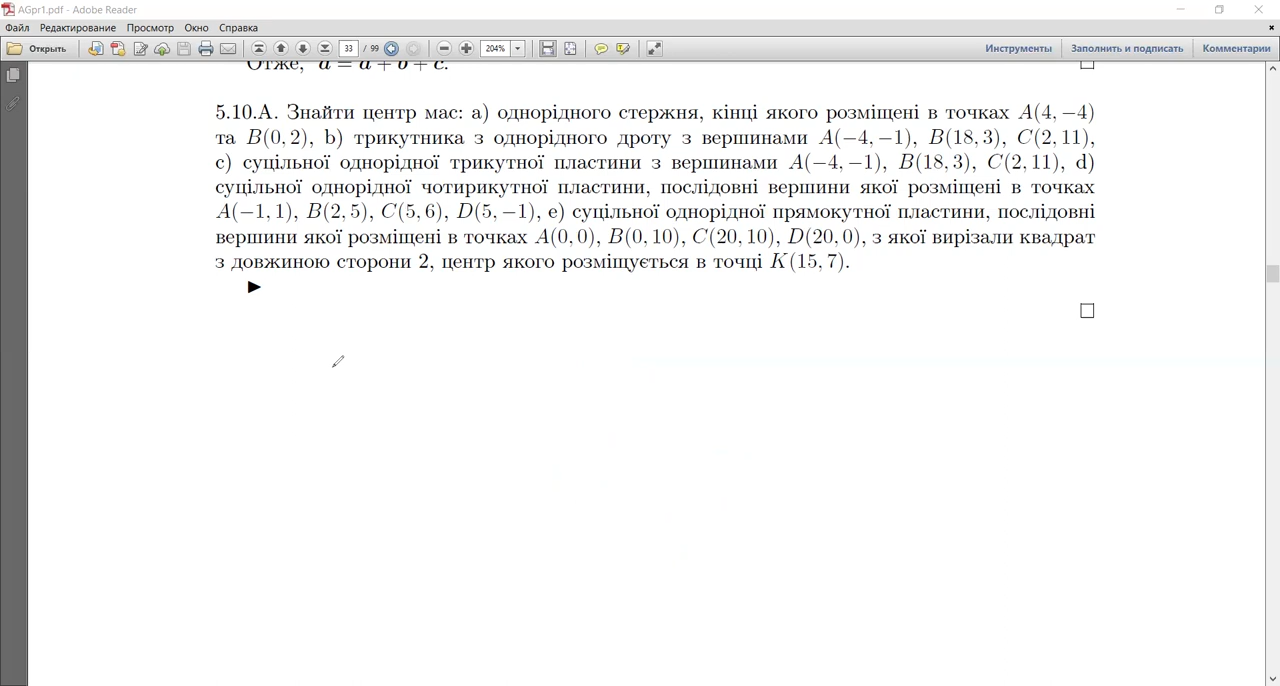 AGpr1.pdf - Adobe Reader
Файл Редактирование Просмотр Окно Справка
Открыть 33 / 99 204% Инструменты Заполнить и подписать Комментарии
Отже, a = a + b + c.
5.10.A. Знайти центр мас: a) однорідного стержня, кінці якого розміщені в точках A(4, −4)
та B(0, 2), b) трикутника з однорідного дроту з вершинами A(−4, −1), B(18, 3), C(2, 11),
c) суцільної однорідної трикутної пластини з вершинами A(−4, −1), B(18, 3), C(2, 11), d)
суцільної однорідної чотирикутної пластини, послідовні вершини якої розміщені в точках
A(−1, 1), B(2, 5), C(5, 6), D(5, −1), e) суцільної однорідної прямокутної пластини, послідовні
вершини якої розміщені в точках A(0, 0), B(0, 10), C(20, 10), D(20, 0), з якої вирізали квадрат
з довжиною сторони 2, центр якого розміщується в точці K(15, 7).